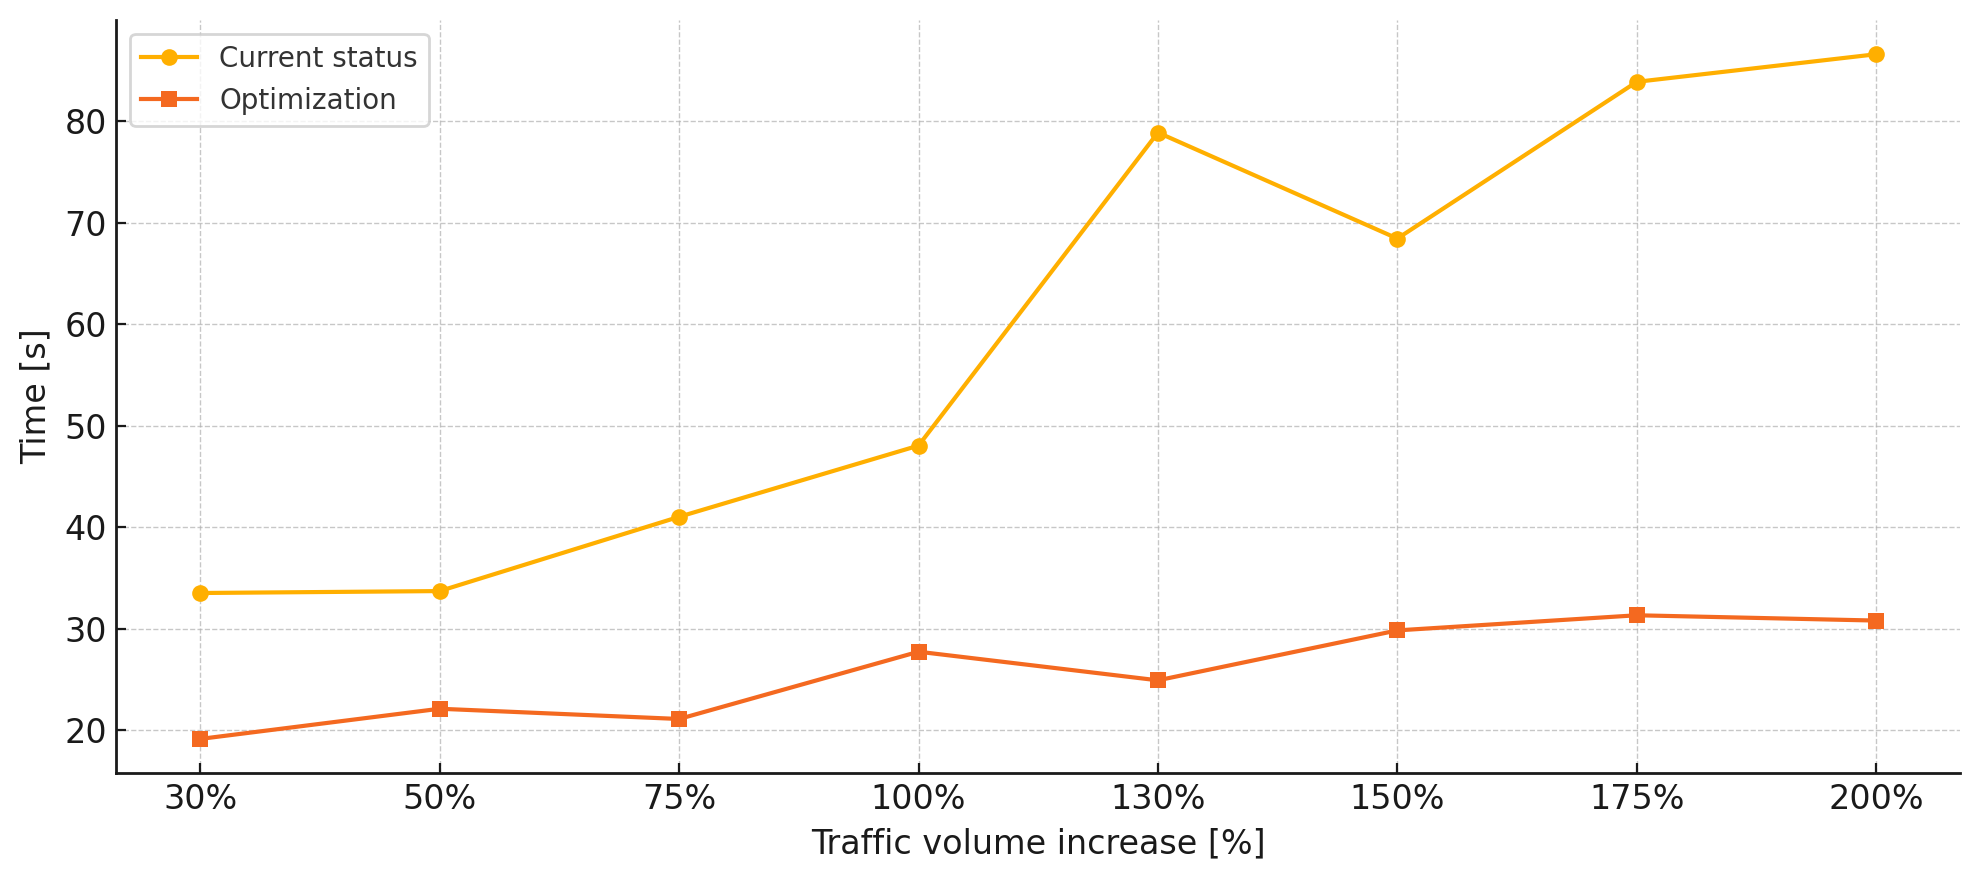 Current status
Optimization
80
70
60
50
40
30
20
Time [s]
30% 50% 75% 100% 130% 150% 175% 200%
Traffic volume increase [%]